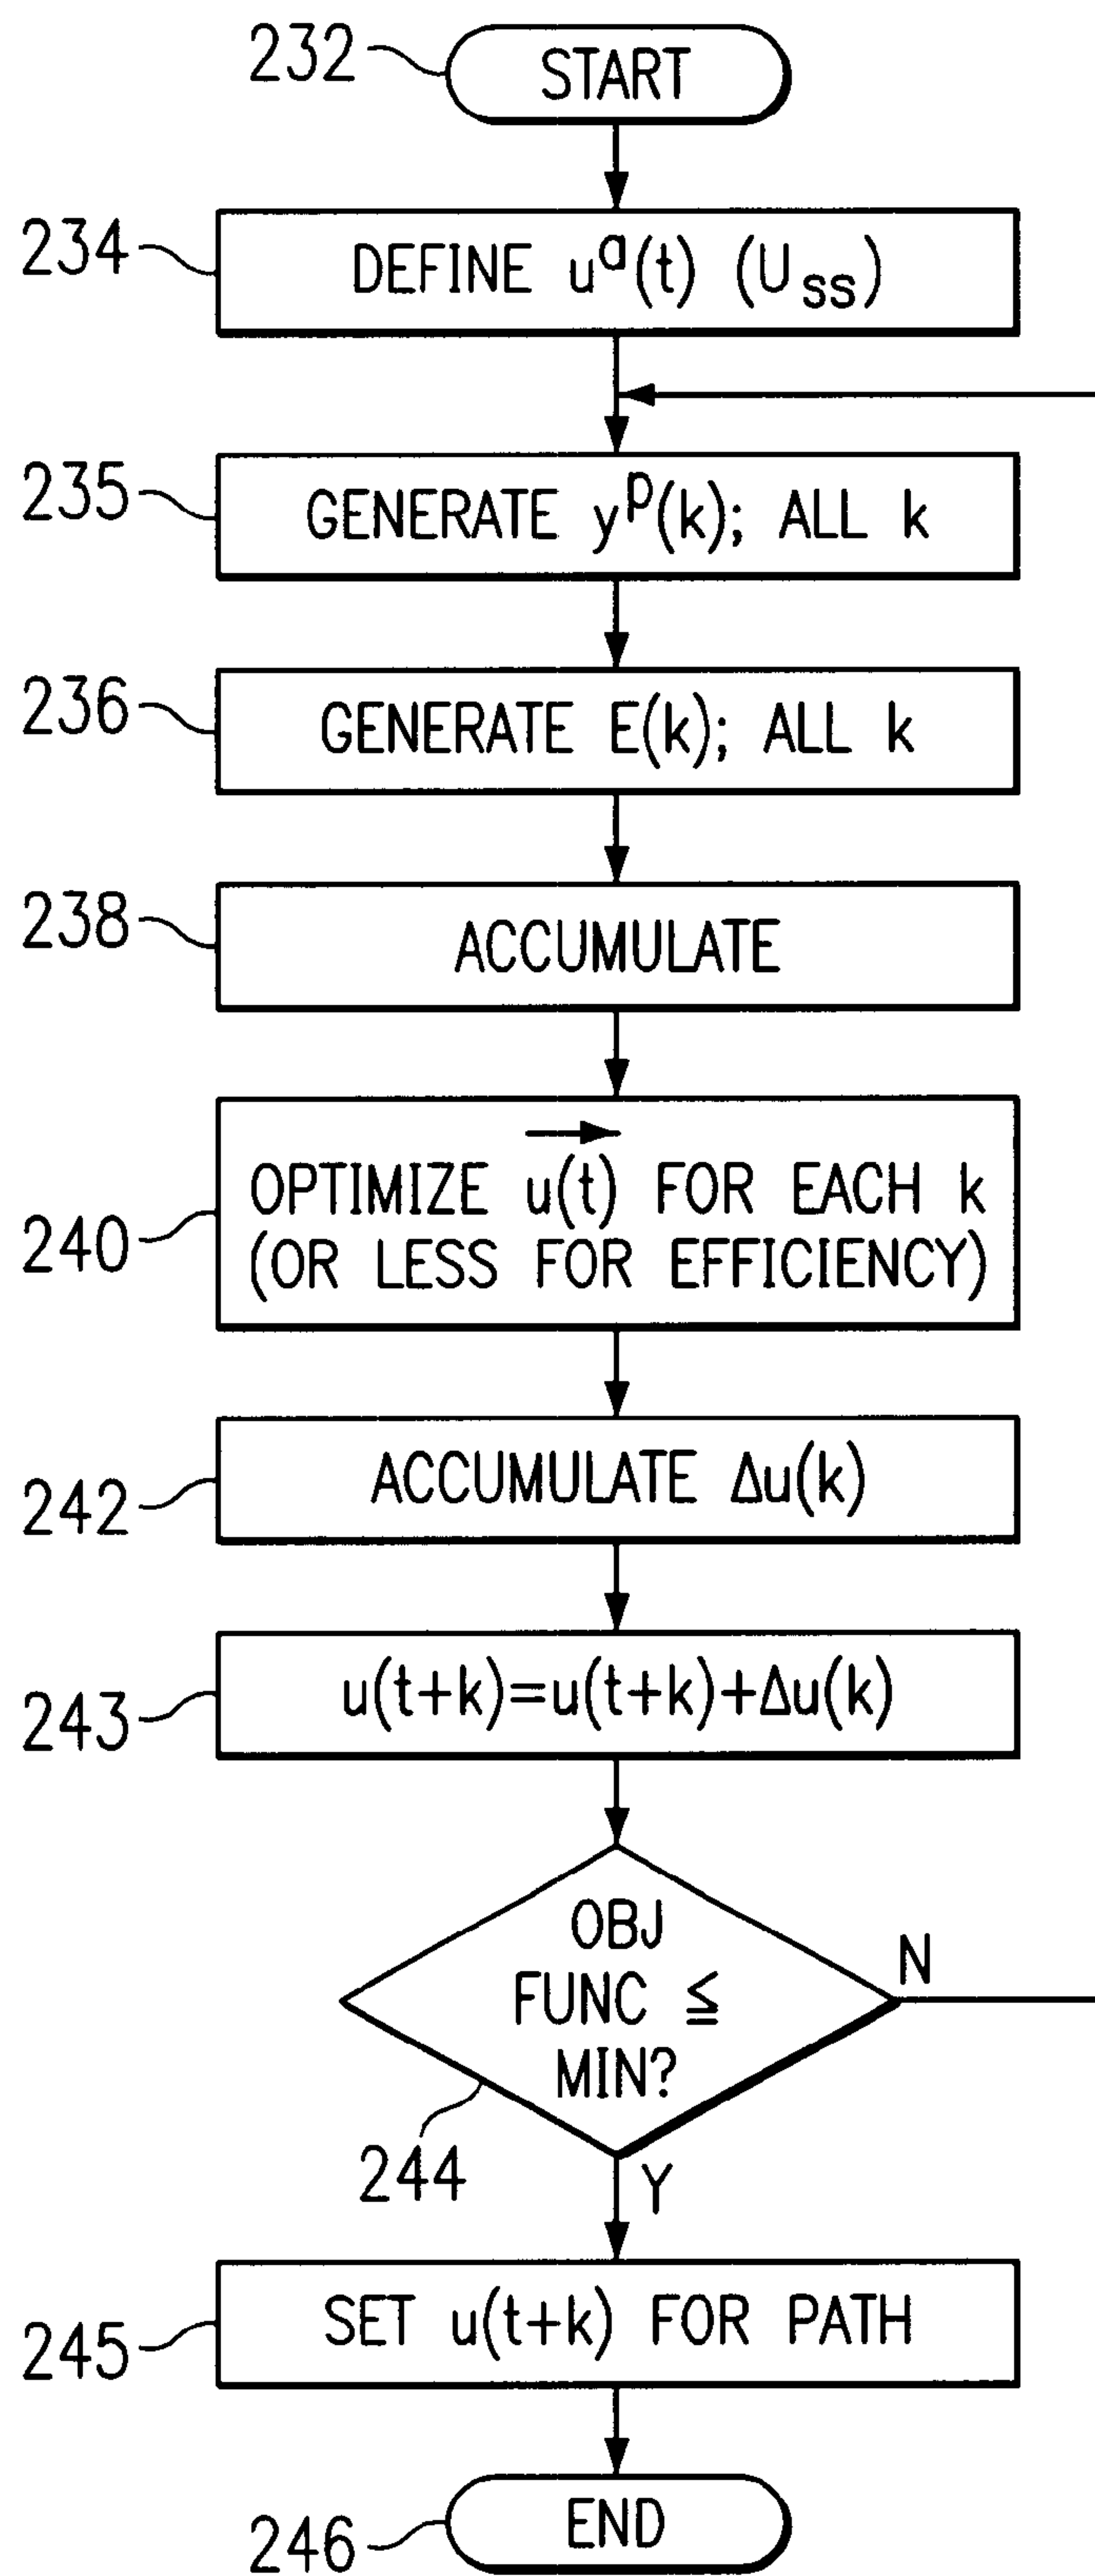 232
START
234
DEFINE uᵃ(t) (Uss)
235
GENERATE yᵖ(k); ALL k
236
GENERATE E(k); ALL k
238
ACCUMULATE
240
OPTIMIZE u(t) FOR EACH k
(OR LESS FOR EFFICIENCY)
242
ACCUMULATE Δu(k)
243
u(t+k)=u(t+k)+Δu(k)
OBJ
FUNC ≦
MIN?
N
244
Y
245
SET u(t+k) FOR PATH
246
END